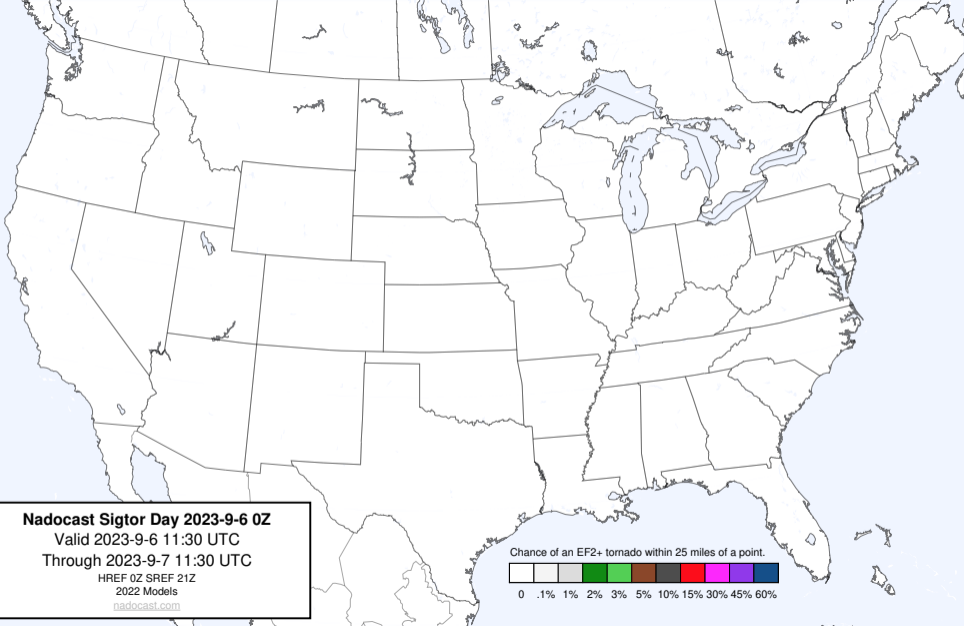 Nadocast Sigtor Day 2023-9-6 0Z
Valid 2023-9-6 11:30 UTC
Through 2023-9-7 11:30 UTC
HREF 0Z SREF 21Z
2022 Models
nadocast.com
Chance of an EF2+ tornado within 25 miles of a point.
0 .1% 1% 2% 3% 5% 10% 15% 30% 45% 60%